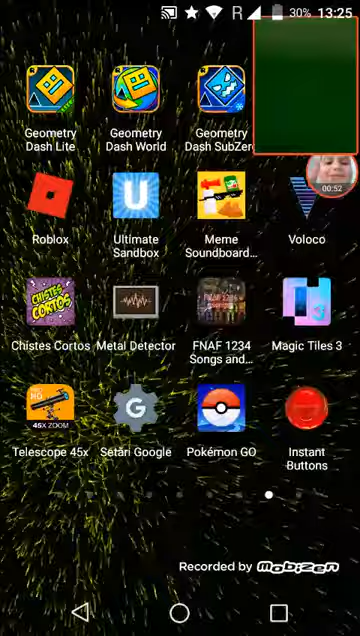 R 30% 13:25
Geometry
Dash Lite
Geometry
Dash World
Geometry
Dash SubZero
00:52
Roblox
U
Ultimate
Sandbox
Meme
Soundboard...
Voloco
CHISTES
CORTOS
Chistes Cortos
Metal Detector
FNAF 1234
Songs and...
Magic Tiles 3
45X ZOOM
Telescope 45x
G
Setări Google
Pokémon GO
Instant
Buttons
Recorded by Mobizen